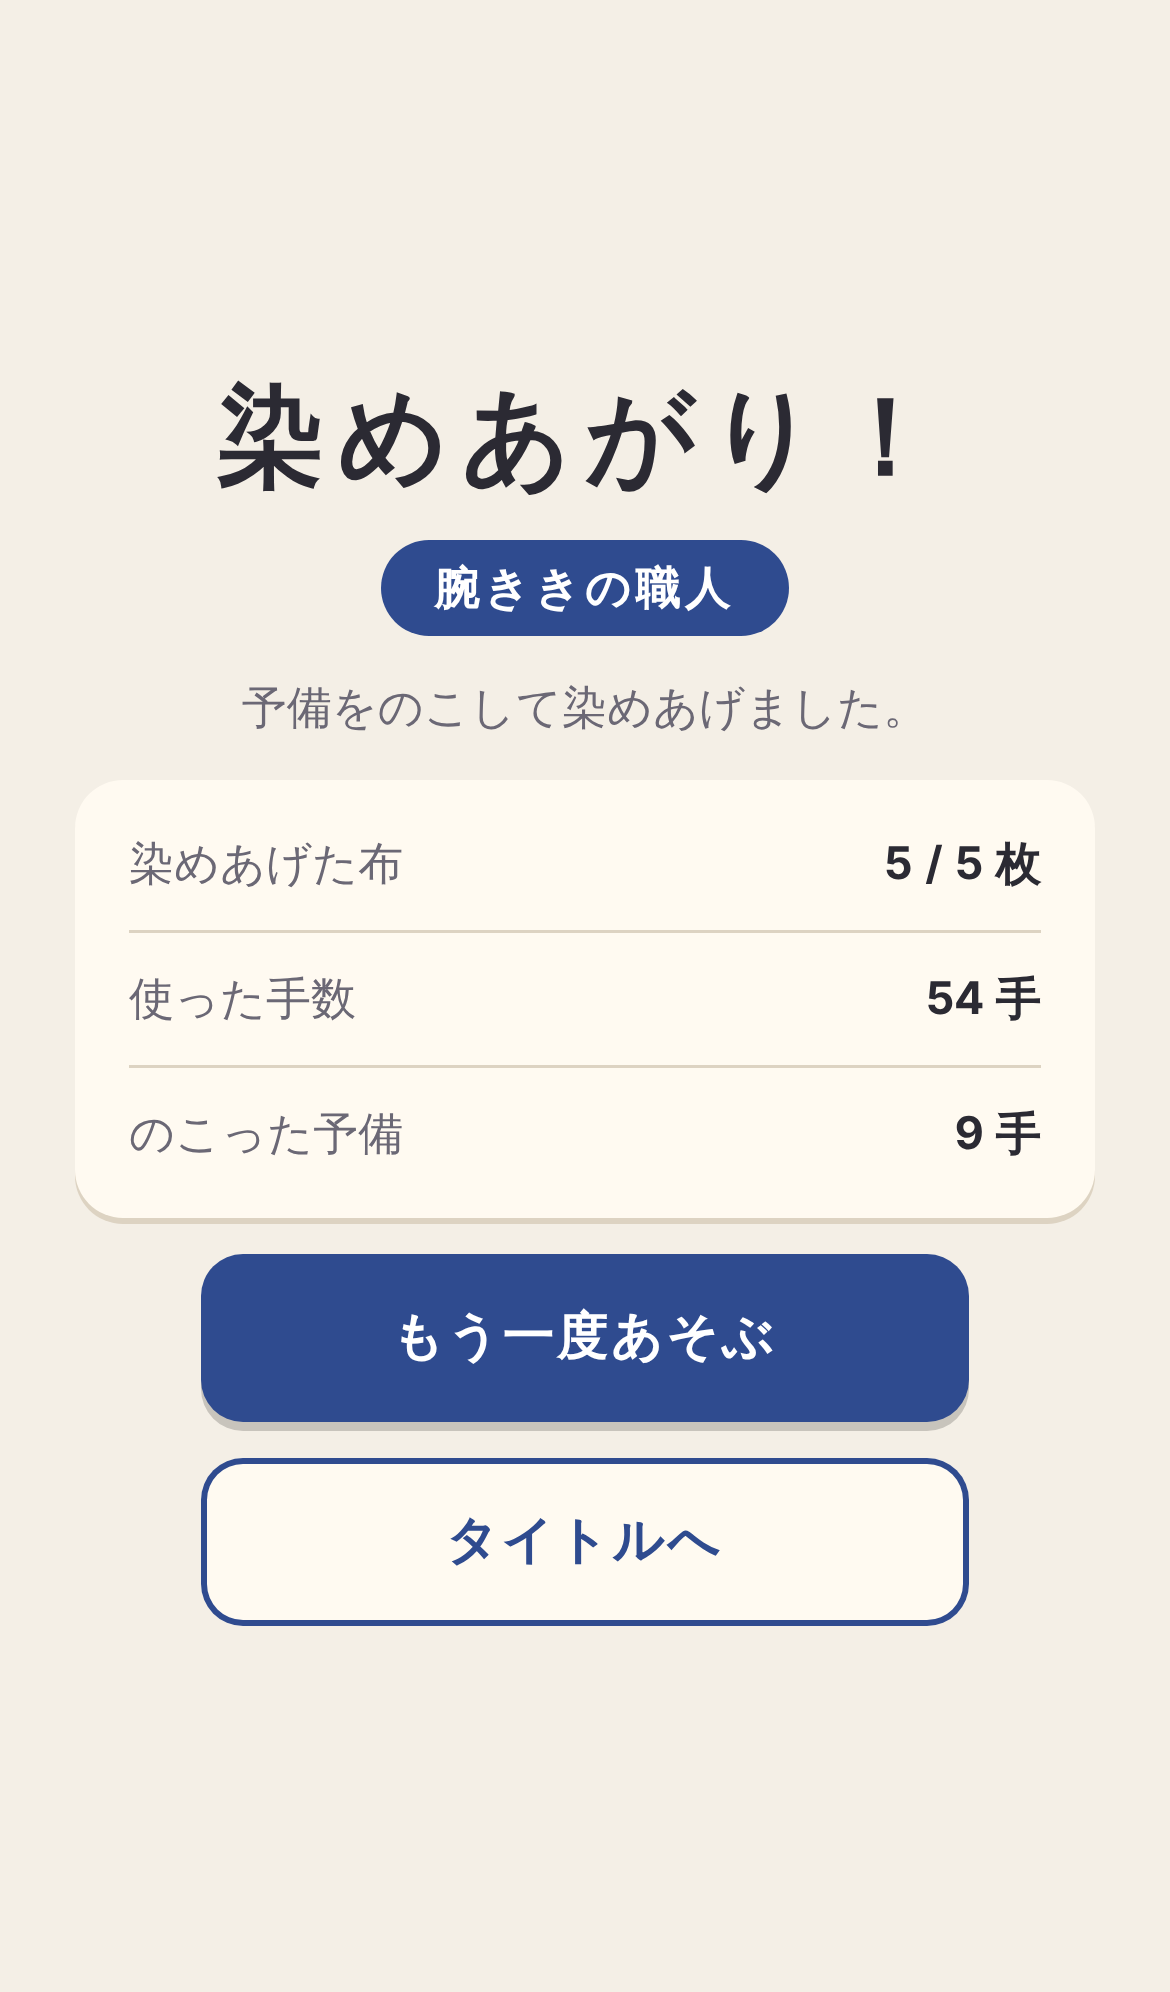 染めあがり！
腕ききの職人
予備をのこして染めあげました。
染めあげた布 5 / 5 枚
使った手数 54 手
のこった予備 9 手
もう一度あそぶ
タイトルへ